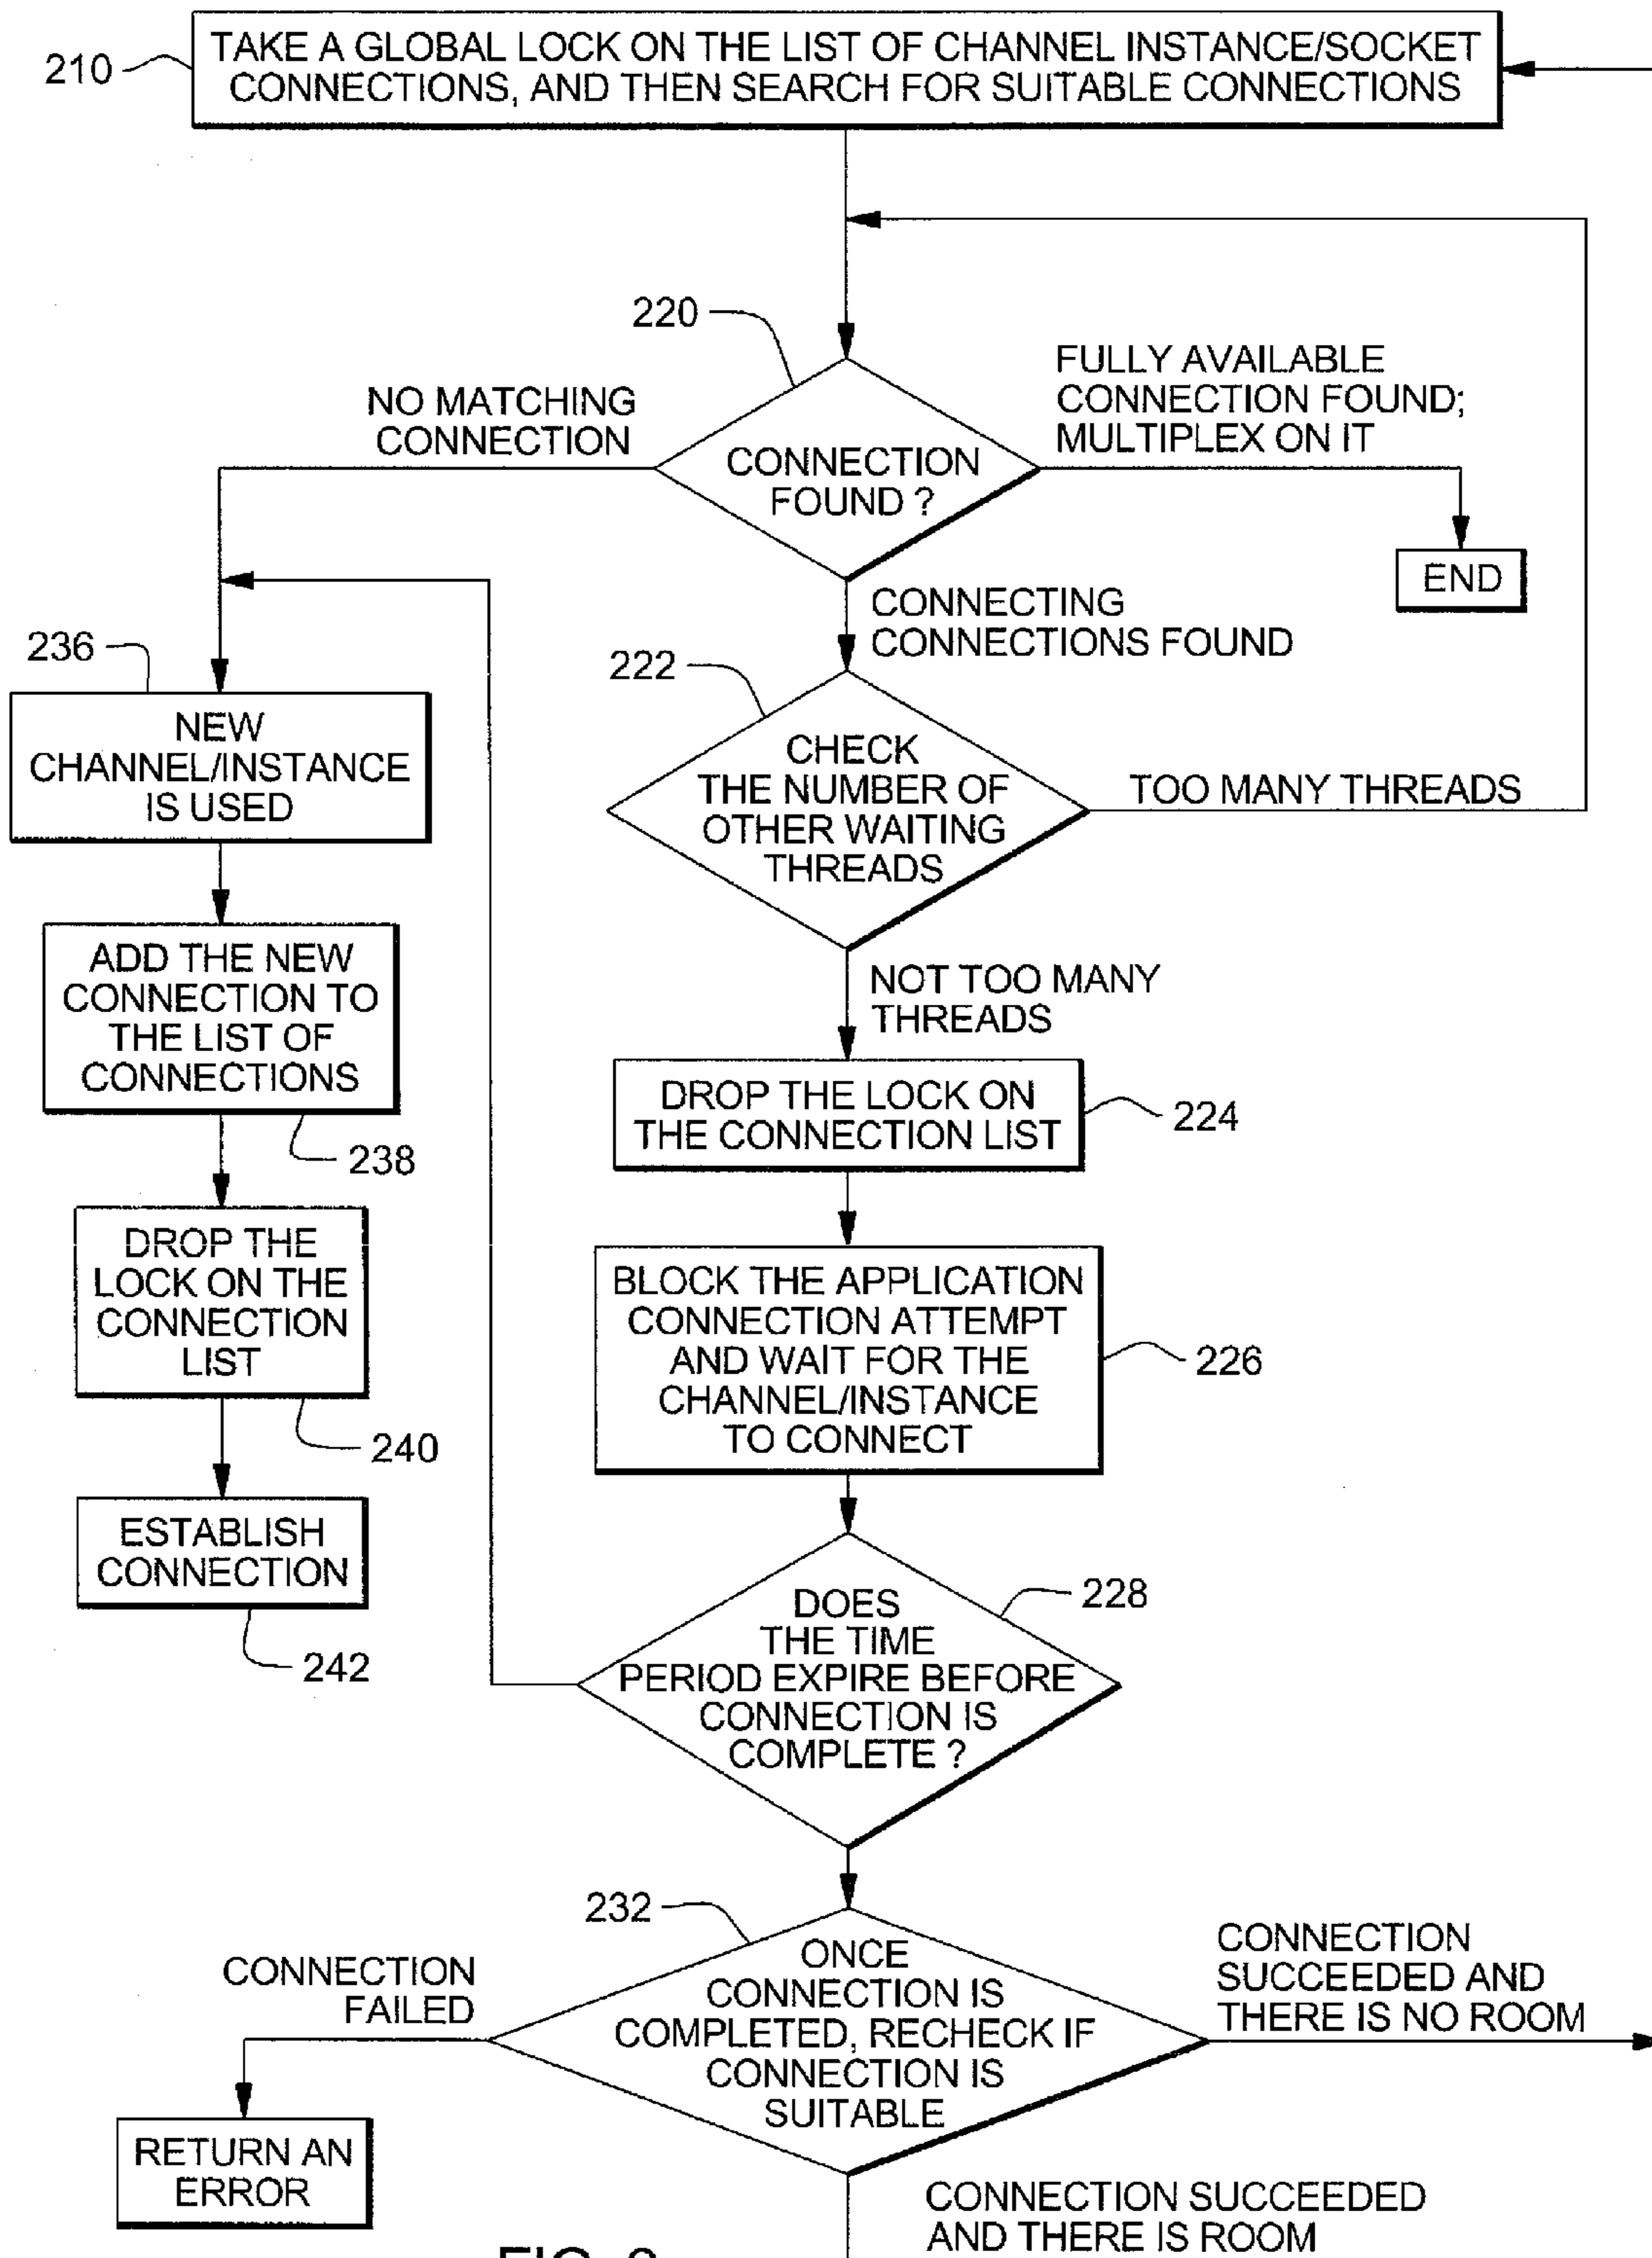 210
TAKE A GLOBAL LOCK ON THE LIST OF CHANNEL INSTANCE/SOCKET
CONNECTIONS, AND THEN SEARCH FOR SUITABLE CONNECTIONS
220
NO MATCHING
CONNECTION
FULLY AVAILABLE
CONNECTION FOUND;
MULTIPLEX ON IT
CONNECTION
FOUND ?
END
CONNECTING
CONNECTIONS FOUND
236
NEW
CHANNEL/INSTANCE
IS USED
222
CHECK
THE NUMBER OF
OTHER WAITING
THREADS
TOO MANY THREADS
ADD THE NEW
CONNECTION TO
THE LIST OF
CONNECTIONS
238
NOT TOO MANY
THREADS
DROP THE LOCK ON
THE CONNECTION LIST
224
DROP THE
LOCK ON THE
CONNECTION
LIST
240
BLOCK THE APPLICATION
CONNECTION ATTEMPT
AND WAIT FOR THE
CHANNEL/INSTANCE
TO CONNECT
226
ESTABLISH
CONNECTION
242
228
DOES
THE TIME
PERIOD EXPIRE BEFORE
CONNECTION IS
COMPLETE ?
232
CONNECTION
FAILED
ONCE
CONNECTION IS
COMPLETED, RECHECK IF
CONNECTION IS
SUITABLE
CONNECTION
SUCCEEDED AND
THERE IS NO ROOM
RETURN AN
ERROR
CONNECTION SUCCEEDED
AND THERE IS ROOM
FIG.